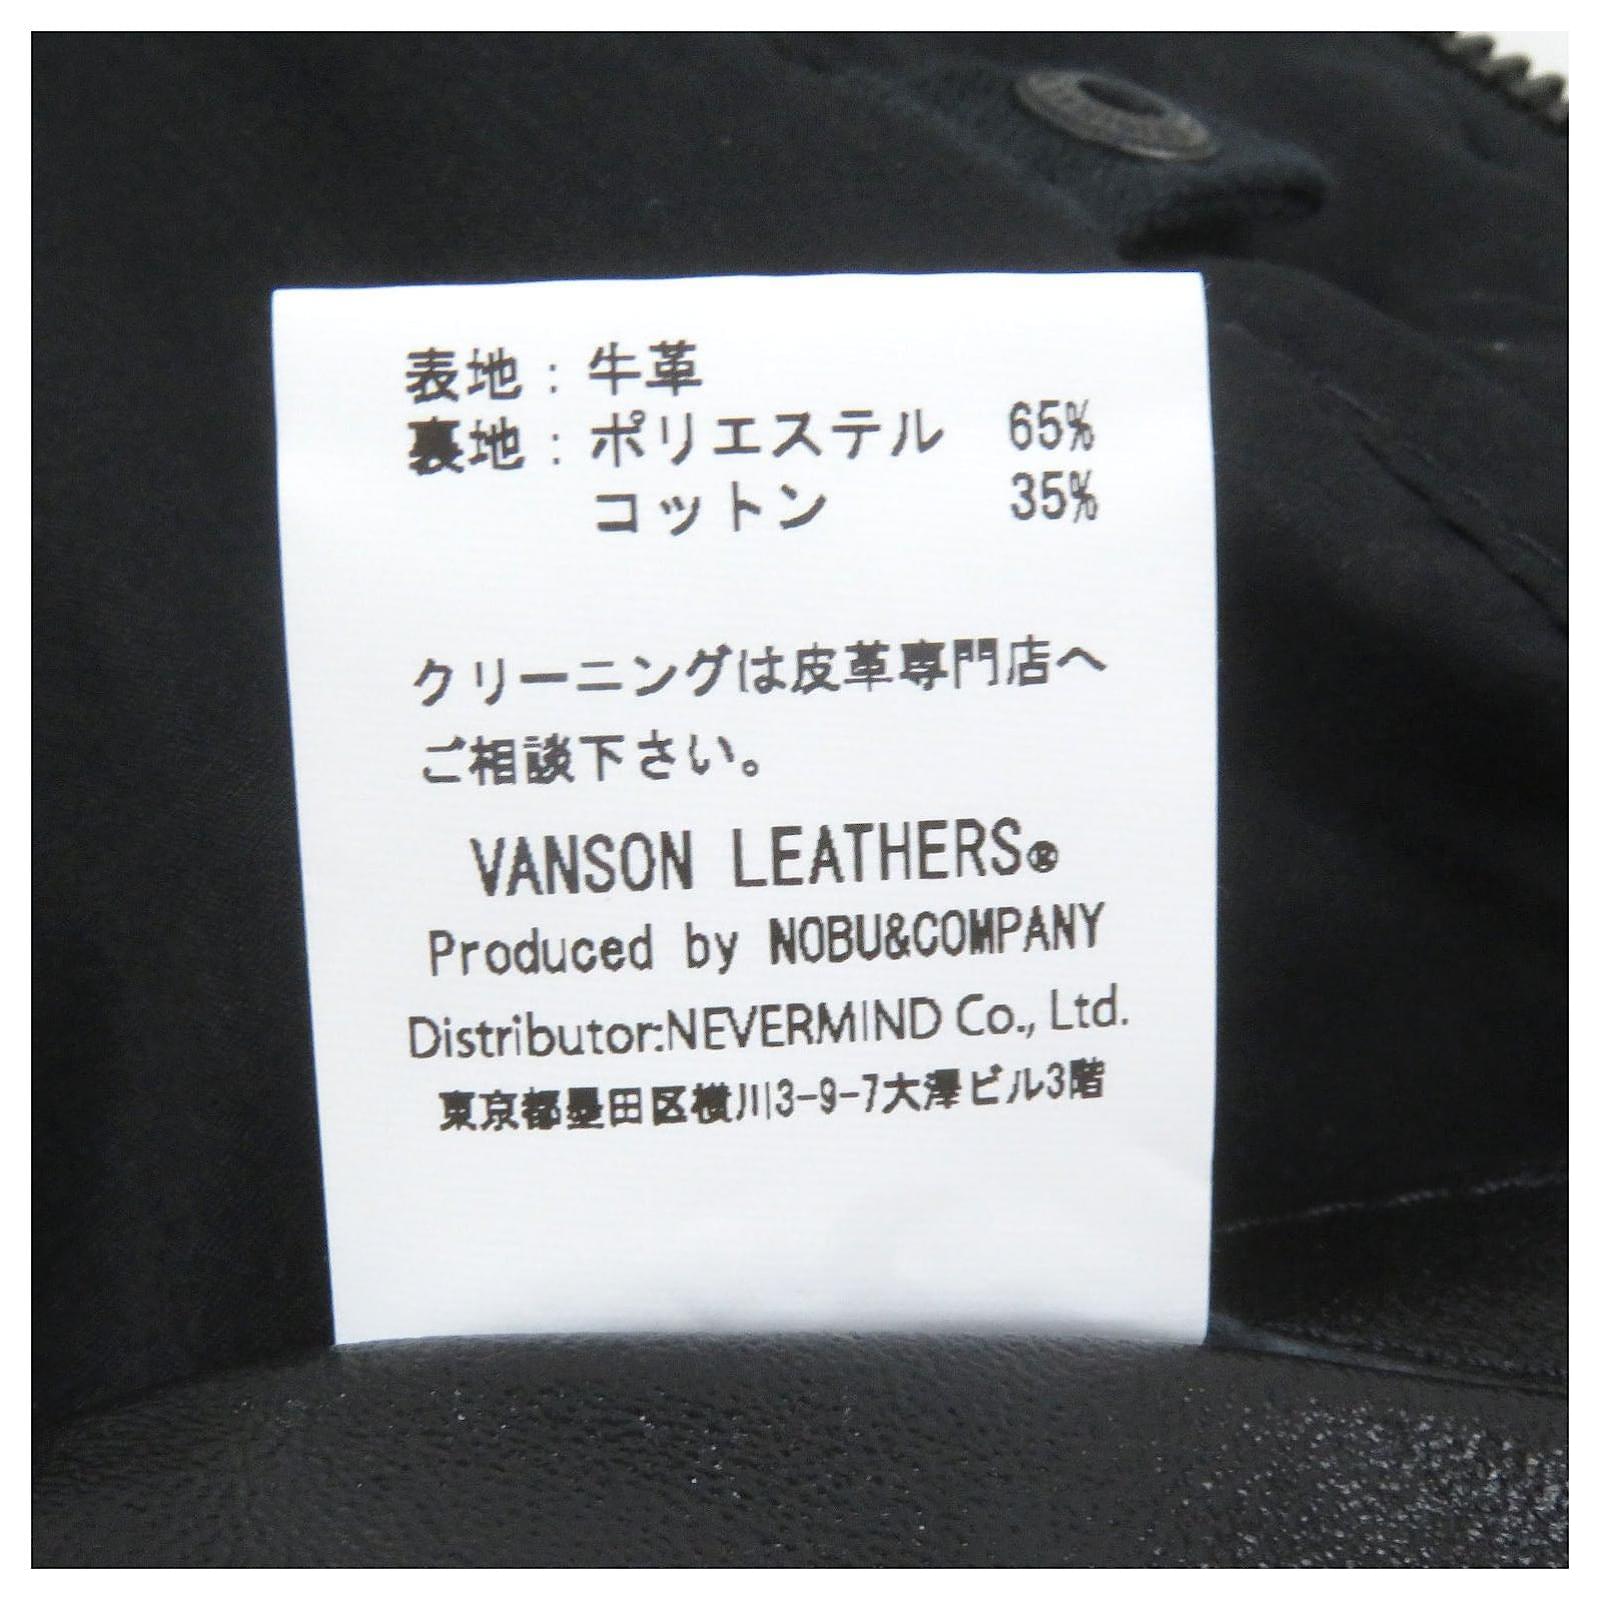 表地:牛革
裏地:ポリエステル 65%
コットン 35%
クリーニングは皮革専門店へ
ご相談下さい。
VANSON LEATHERS®
Produced by NOBU&COMPANY
Distributor:NEVERMIND Co., Ltd.
東京都墨田区横川3-9-7大澤ビル3階